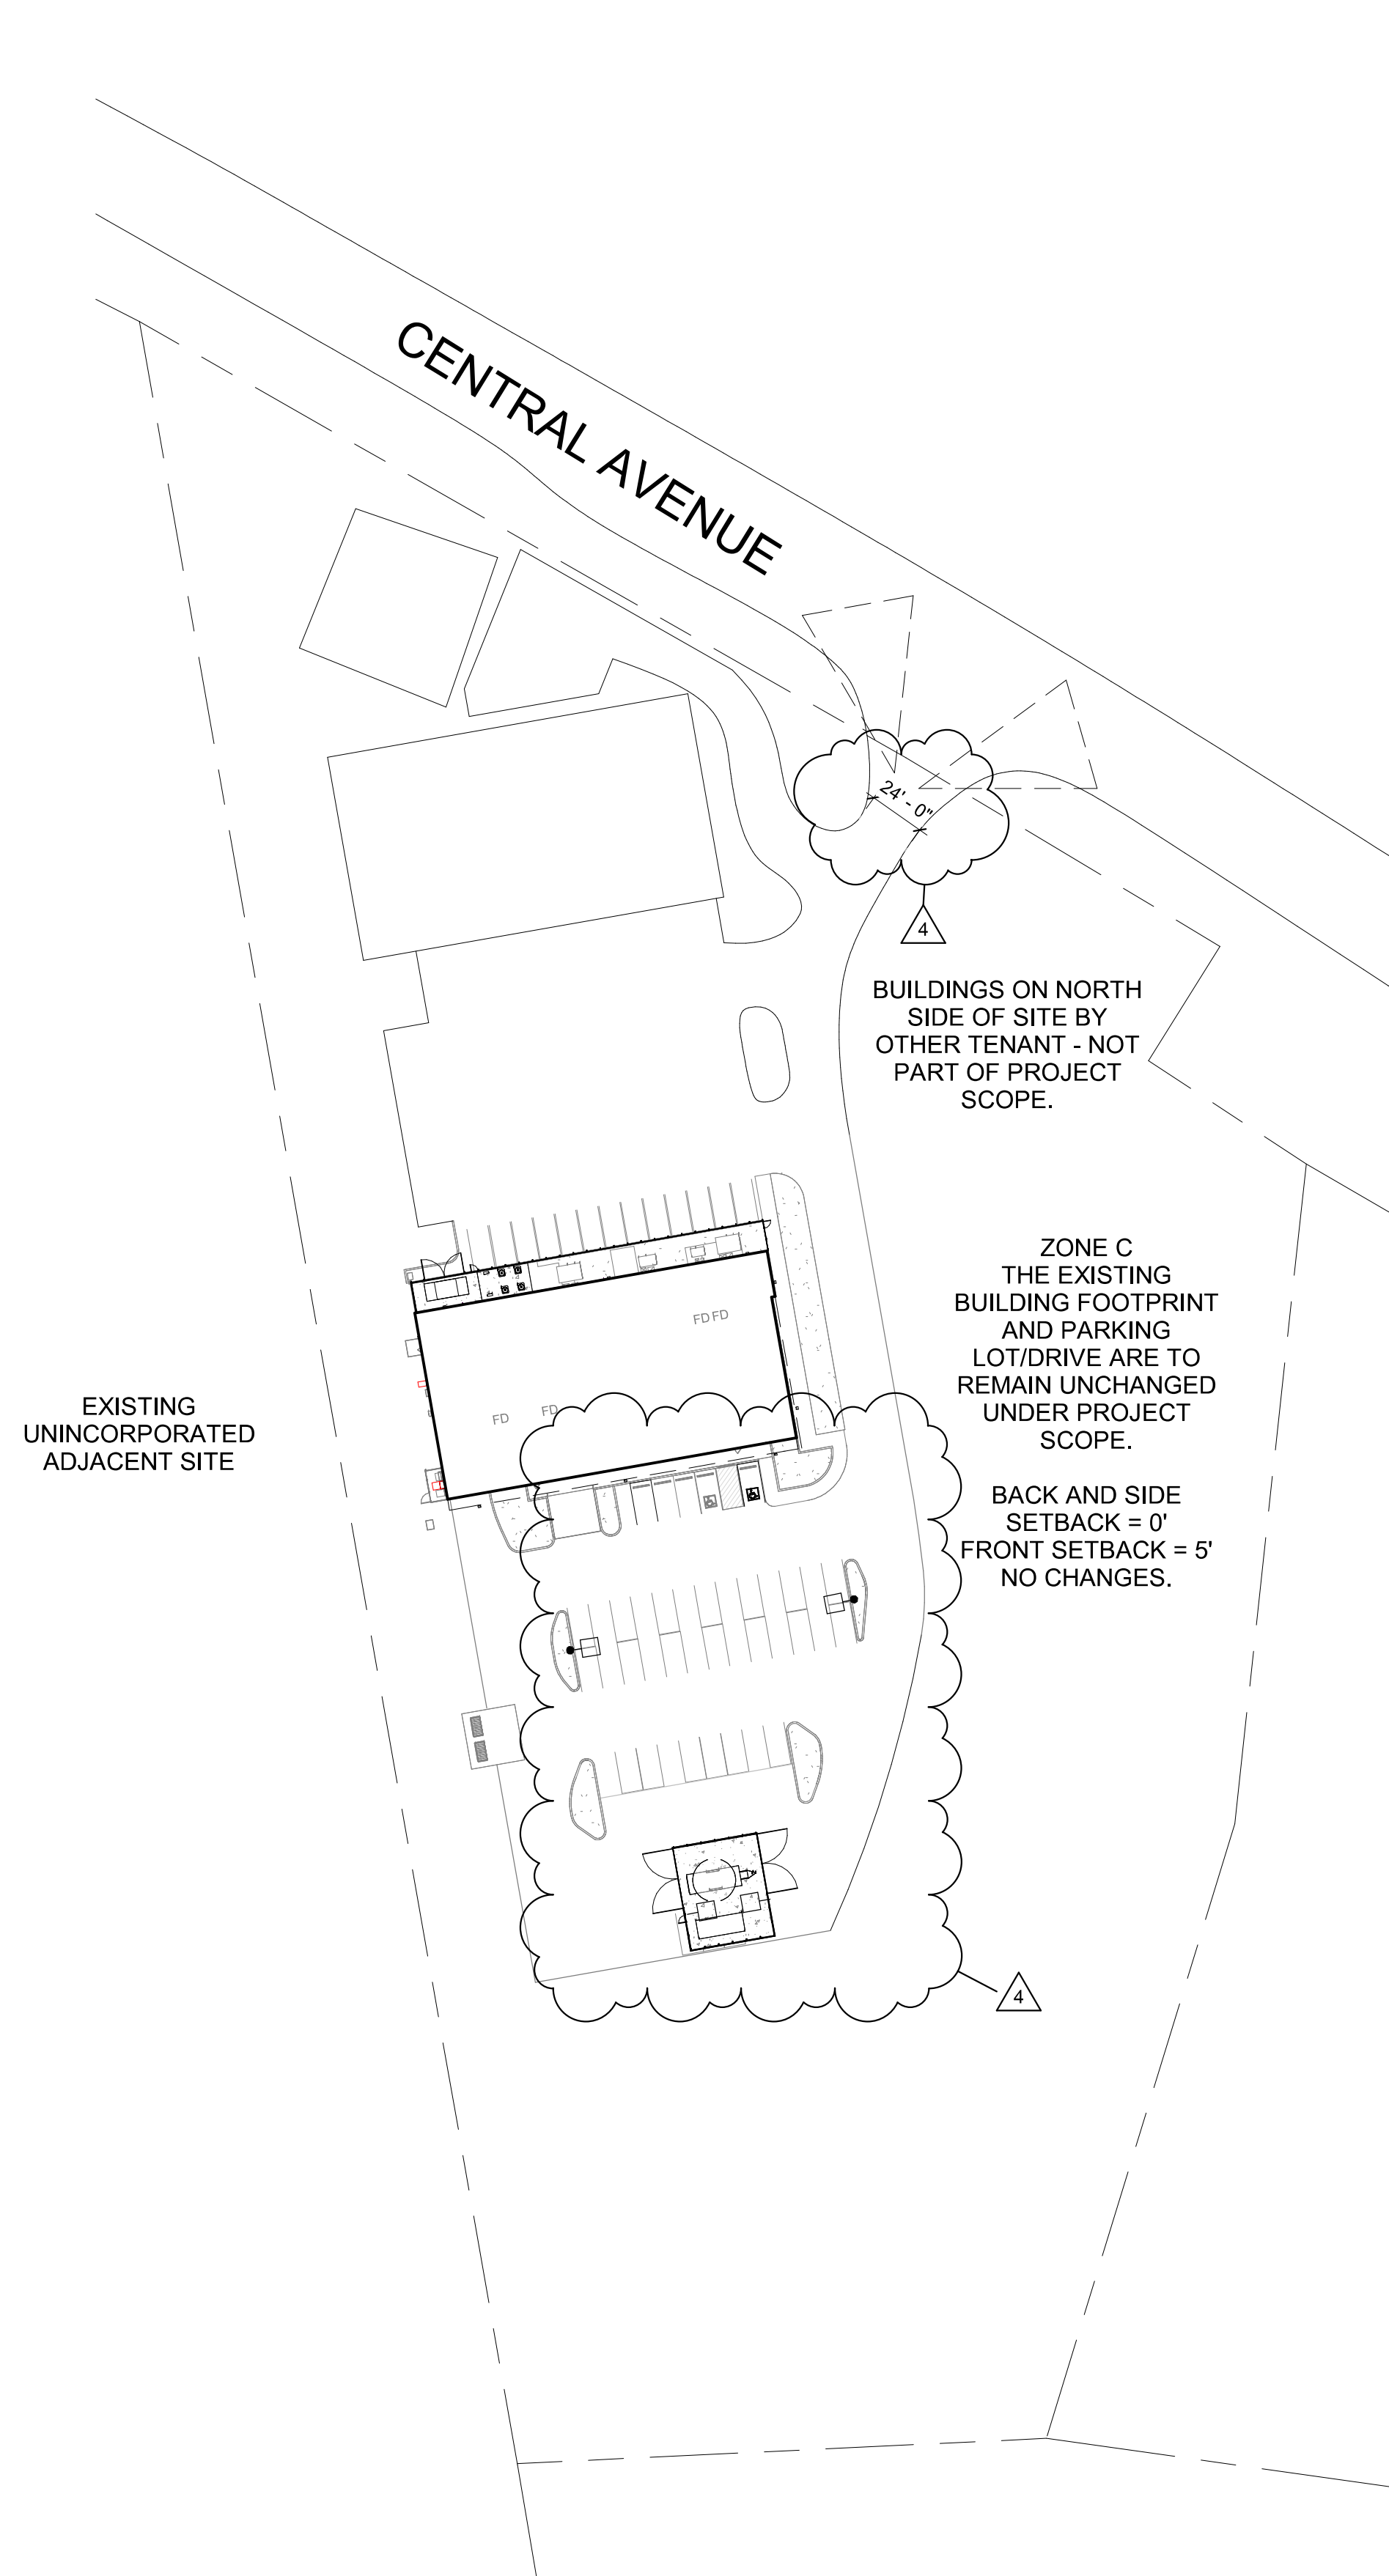 CENTRAL AVENUE
24' - 0"
4
BUILDINGS ON NORTH
SIDE OF SITE BY
OTHER TENANT - NOT
PART OF PROJECT
SCOPE.
ZONE C
THE EXISTING
BUILDING FOOTPRINT
AND PARKING
LOT/DRIVE ARE TO
REMAIN UNCHANGED
UNDER PROJECT
SCOPE.
BACK AND SIDE
SETBACK = 0'
FRONT SETBACK = 5'
NO CHANGES.
EXISTING
UNINCORPORATED
ADJACENT SITE
FD FD
FD
FD
4